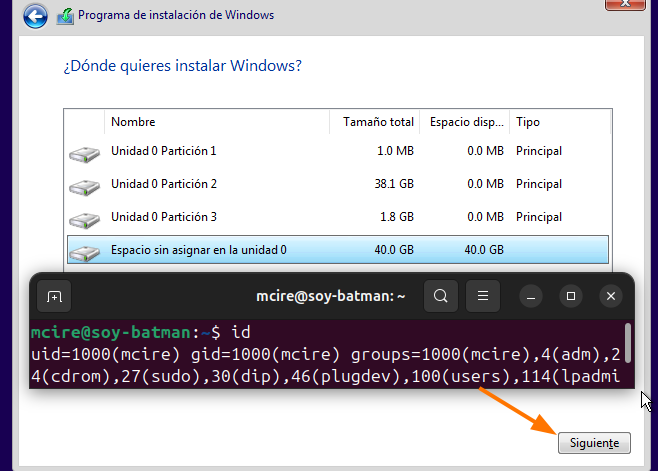 Programa de instalación de Windows
¿Dónde quieres instalar Windows?
Nombre Tamaño total Espacio disp... Tipo
Unidad 0 Partición 1 1.0 MB 0.0 MB Principal
Unidad 0 Partición 2 38.1 GB 0.0 MB Principal
Unidad 0 Partición 3 1.8 GB 0.0 MB Principal
Espacio sin asignar en la unidad 0 40.0 GB 40.0 GB
mcire@soy-batman: ~
mcire@soy-batman:~$ id
uid=1000(mcire) gid=1000(mcire) groups=1000(mcire),4(adm),2
4(cdrom),27(sudo),30(dip),46(plugdev),100(users),114(lpadmi
Siguiente